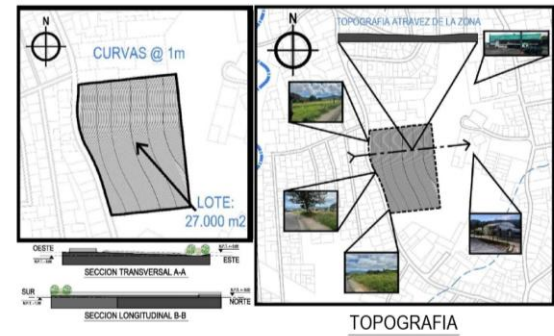 N
CURVAS @ 1m
LOTE:
27.000 m2
OESTE
ESTE
SECCION TRANSVERSAL A-A
SUR
NORTE
SECCION LONGITUDINAL B-B
N
TOPOGRAFIA ATRAVEZ DE LA ZONA
TOPOGRAFIA